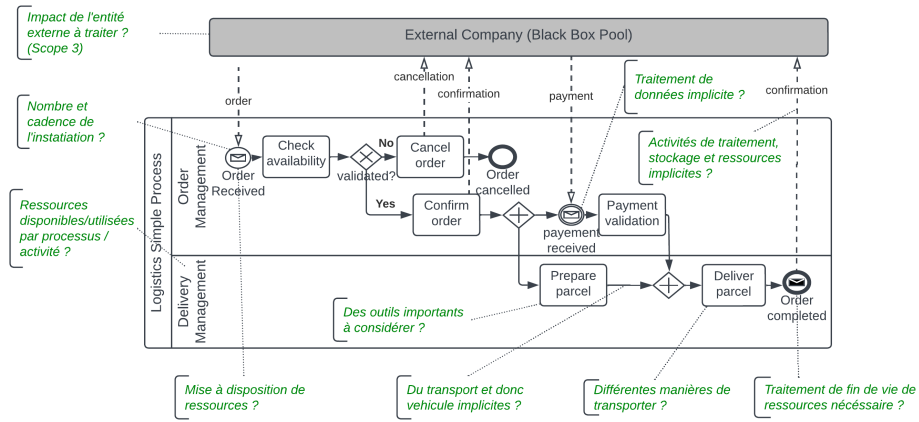 Impact de l'entité
externe à traiter ?
(Scope 3)
External Company (Black Box Pool)
cancellation
confirmation
order
payment
confirmation
Traitement de
données implicite ?
Nombre et
cadence de
l'instatiation ?
Activités de traitement,
stockage et ressources
implicites ?
Logistics Simple Process
Order
Management
Order
Received
Check
availability
validated?
No
Cancel
order
Order
cancelled
Yes
Confirm
order
payement
received
Payment
validation
Ressources
disponibles/utilisées
par processus /
activité ?
Delivery
Management
Prepare
parcel
Deliver
parcel
Order
completed
Des outils importants
à considérer ?
Mise à disposition de
ressources ?
Du transport et donc
vehicule implicites ?
Différentes manières de
transporter ?
Traitement de fin de vie de
ressources nécéssaire ?